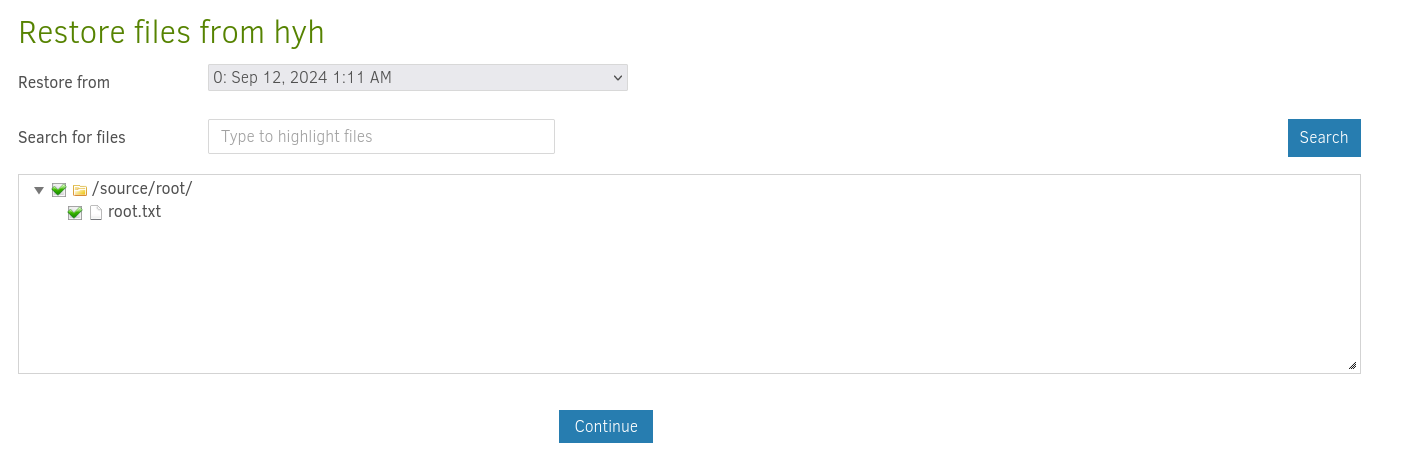 Restore files from hyh
Restore from
0: Sep 12, 2024 1:11 AM
Search for files
Type to highlight files
Search
/source/root/
root.txt
Continue